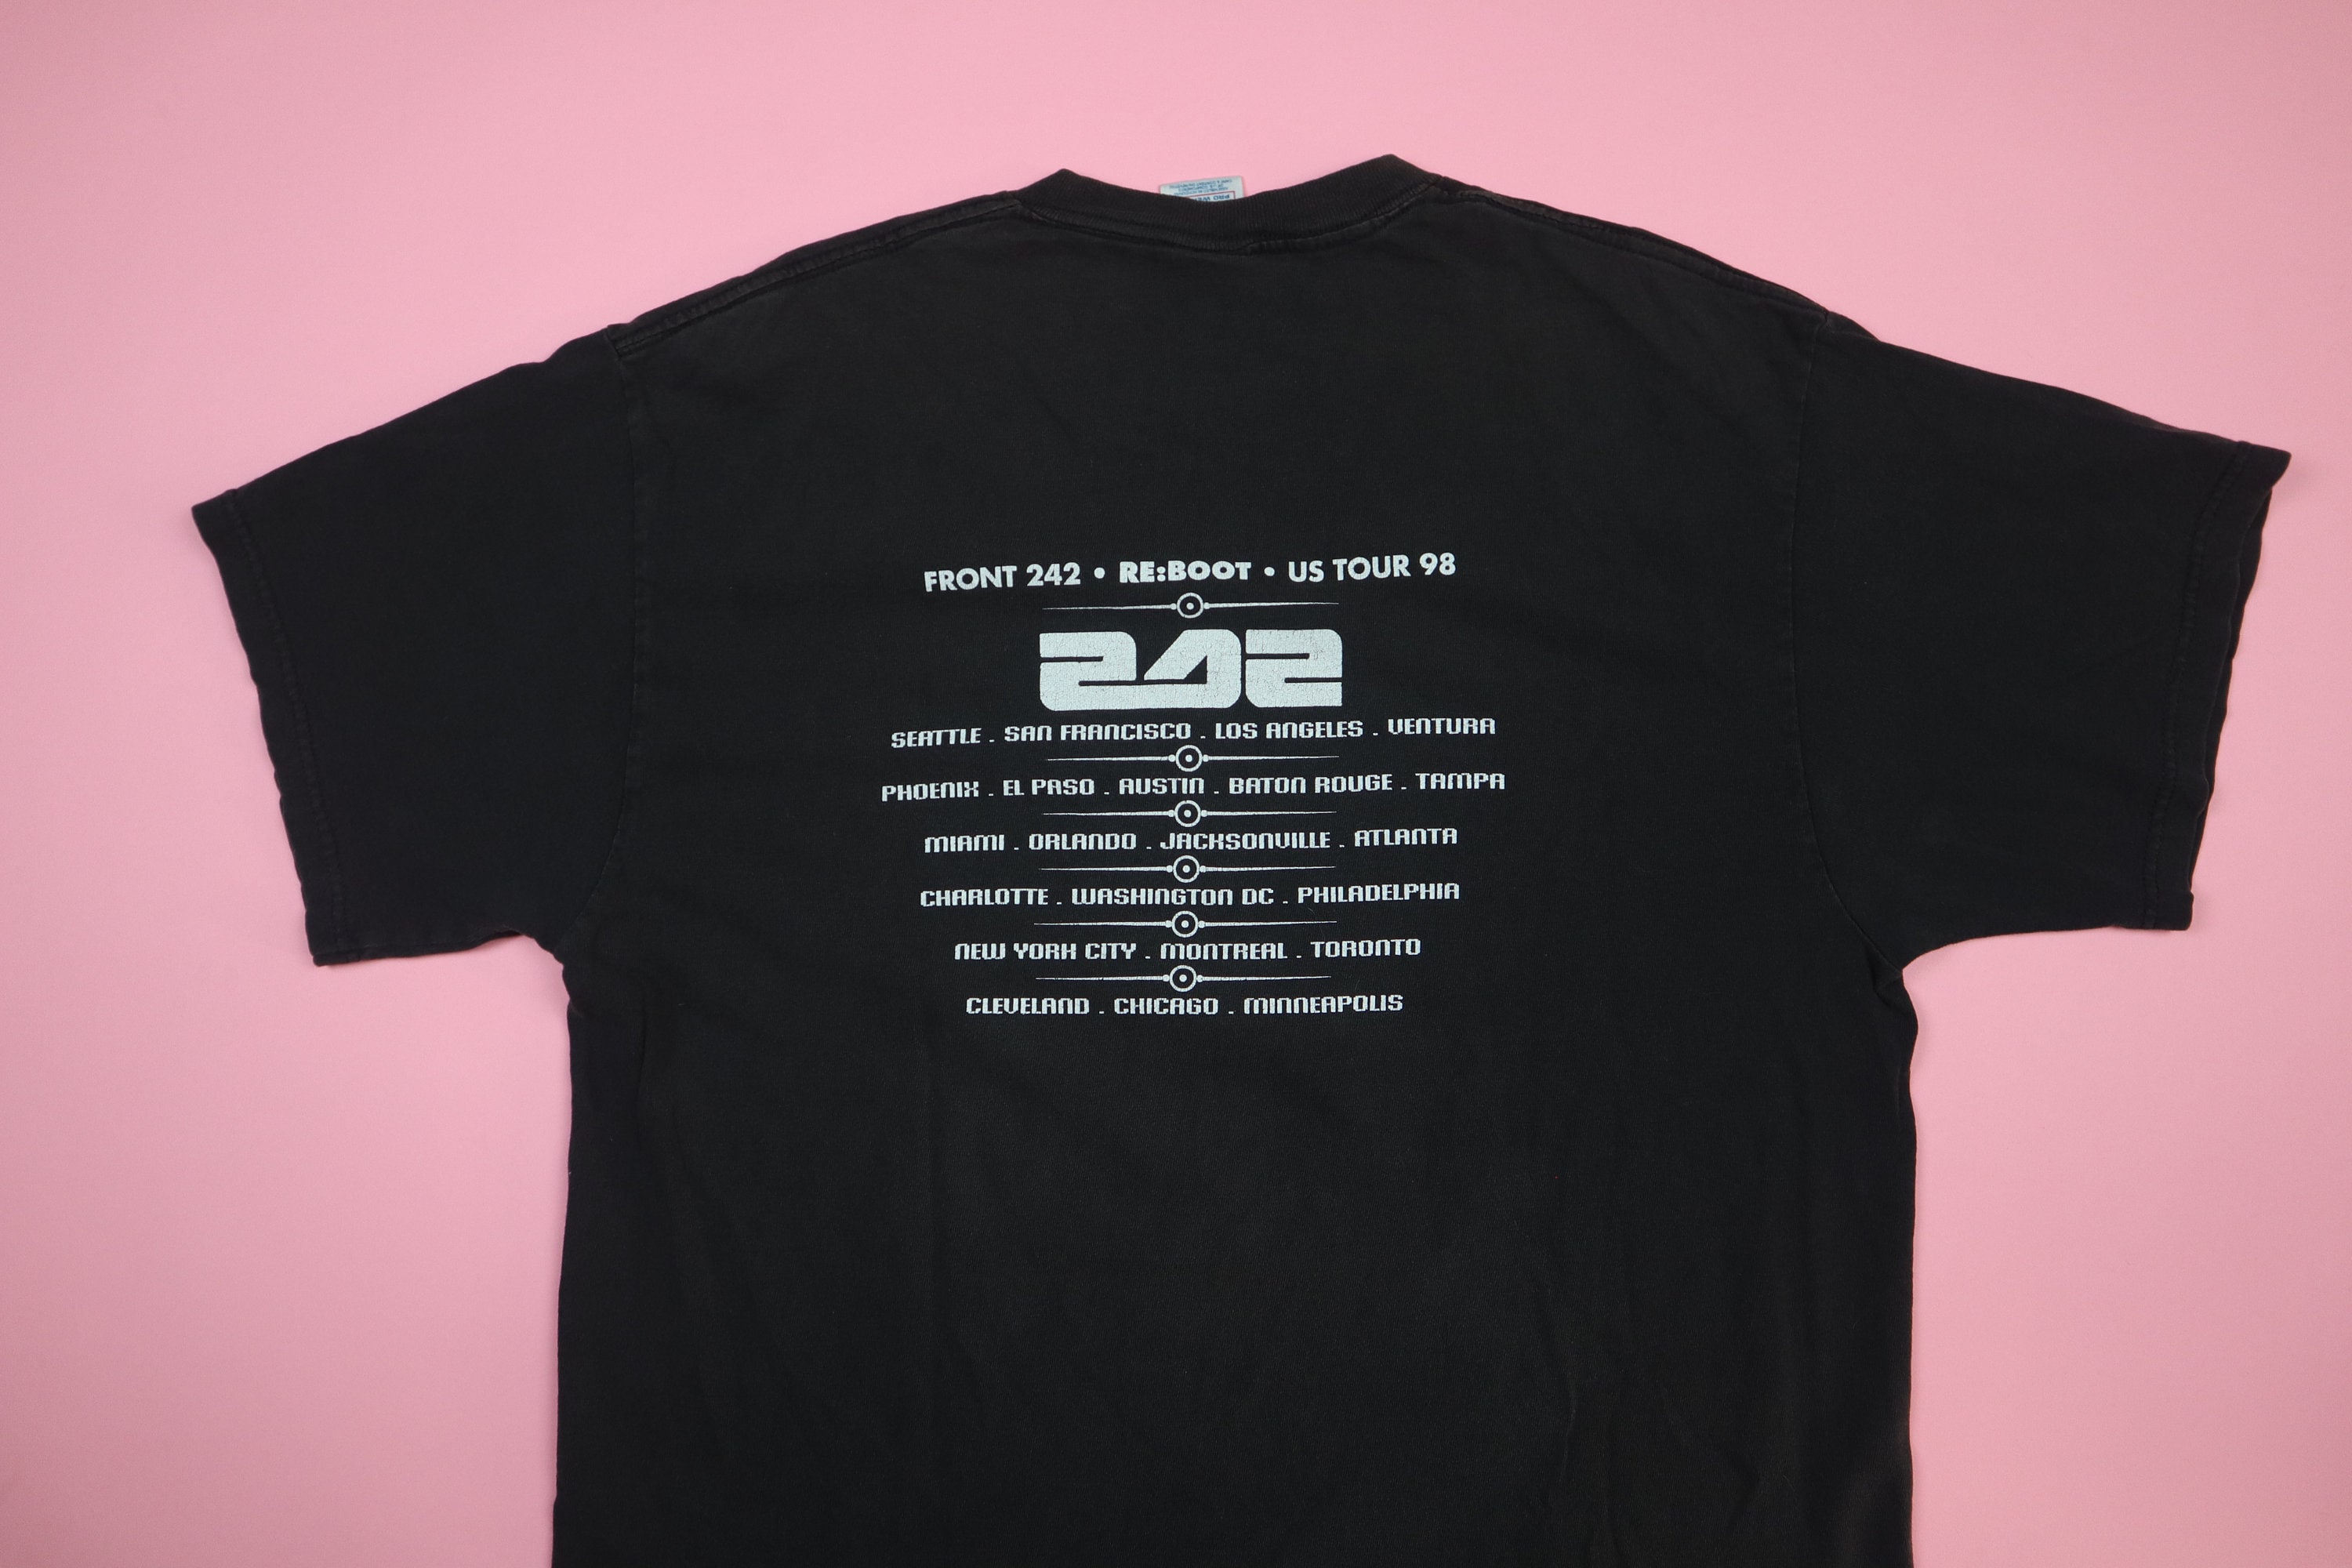 FRONT 242 • RE:BOOT • US TOUR 98
242
SEATTLE . SAN FRANCISCO . LOS ANGELES . VENTURA
PHOENIX . EL PASO . AUSTIN . BATON ROUGE . TAMPA
MIAMI . ORLANDO . JACKSONVILLE . ATLANTA
CHARLOTTE . WASHINGTON DC . PHILADELPHIA
NEW YORK CITY . MONTREAL . TORONTO
CLEVELAND . CHICAGO . MINNEAPOLIS